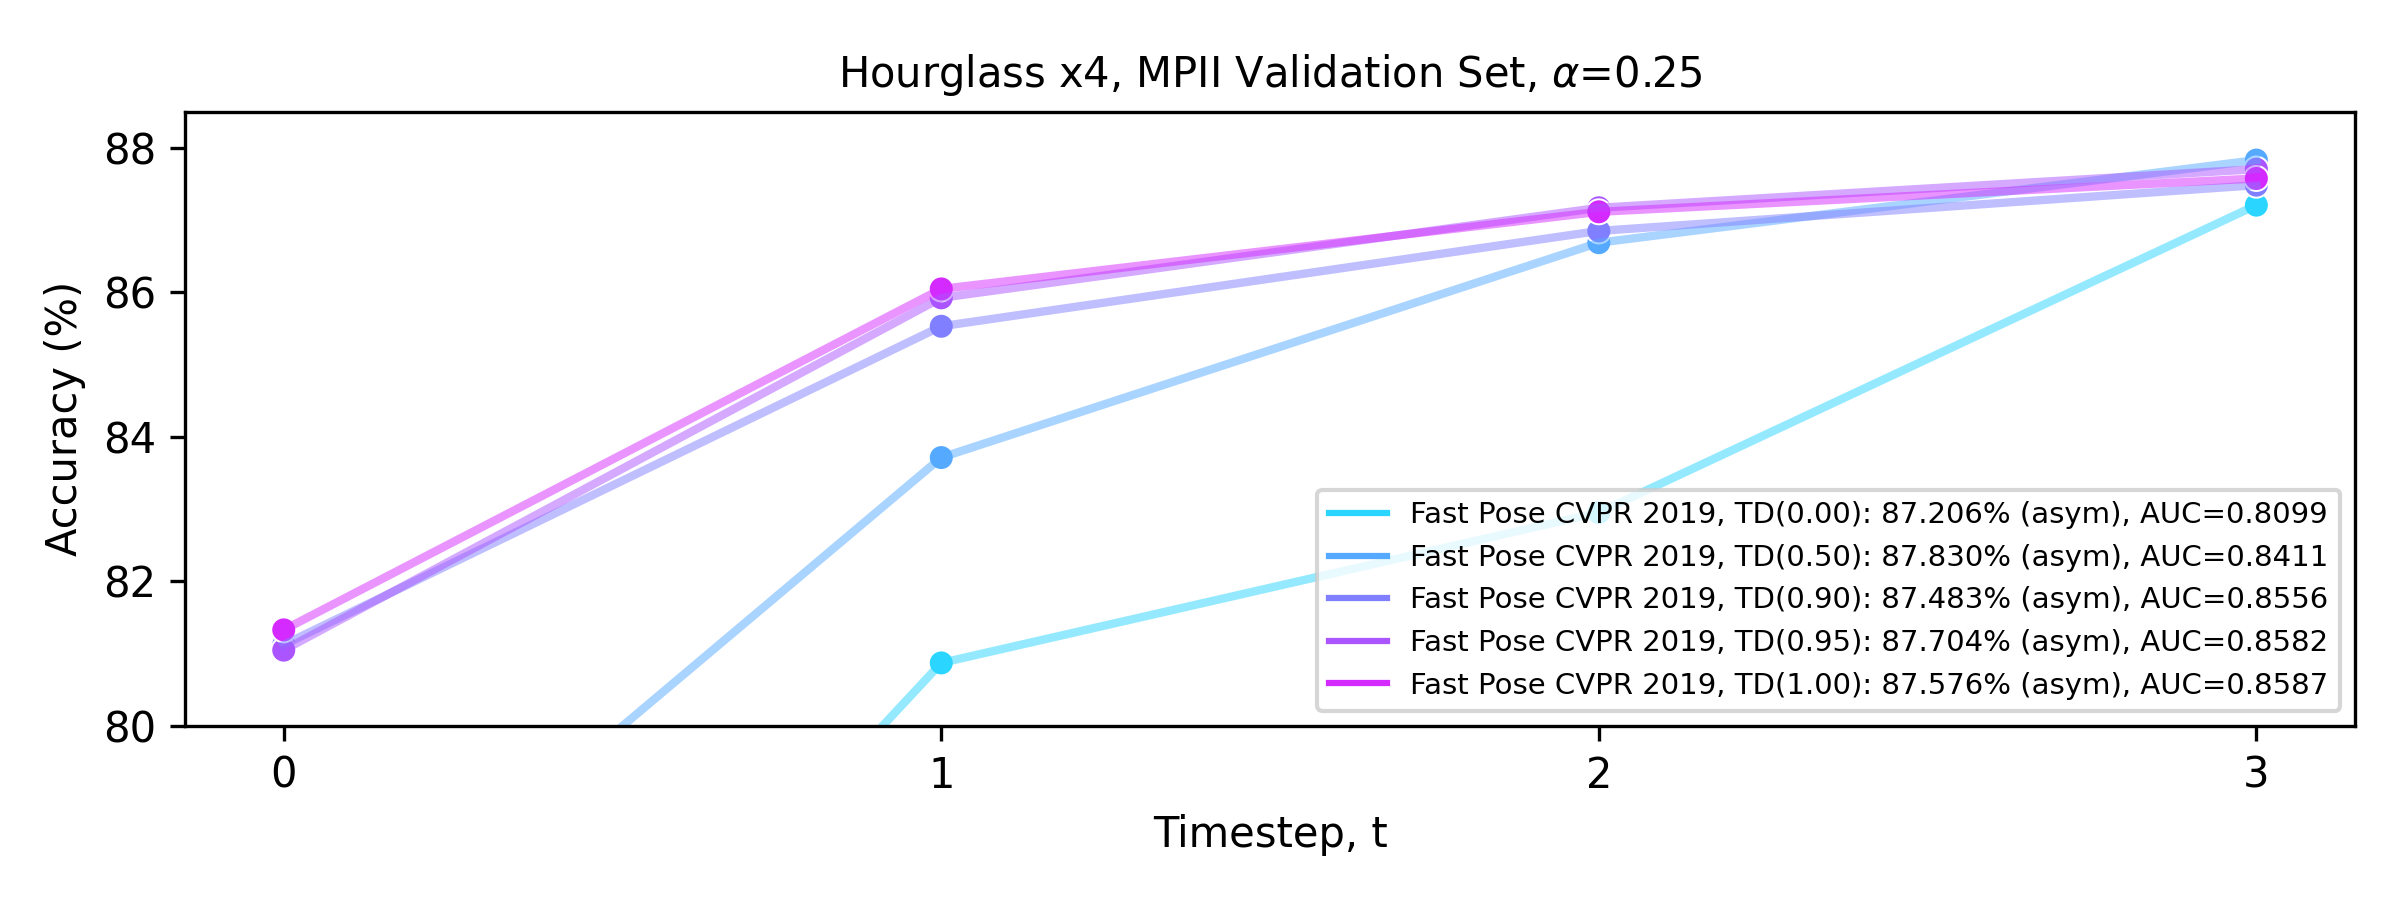 Hourglass x4, MPII Validation Set, α=0.25
Accuracy (%)
88
86
84
82
80
Fast Pose CVPR 2019, TD(0.00): 87.206% (asym), AUC=0.8099
Fast Pose CVPR 2019, TD(0.50): 87.830% (asym), AUC=0.8411
Fast Pose CVPR 2019, TD(0.90): 87.483% (asym), AUC=0.8556
Fast Pose CVPR 2019, TD(0.95): 87.704% (asym), AUC=0.8582
Fast Pose CVPR 2019, TD(1.00): 87.576% (asym), AUC=0.8587
0 1 2 3
Timestep, t